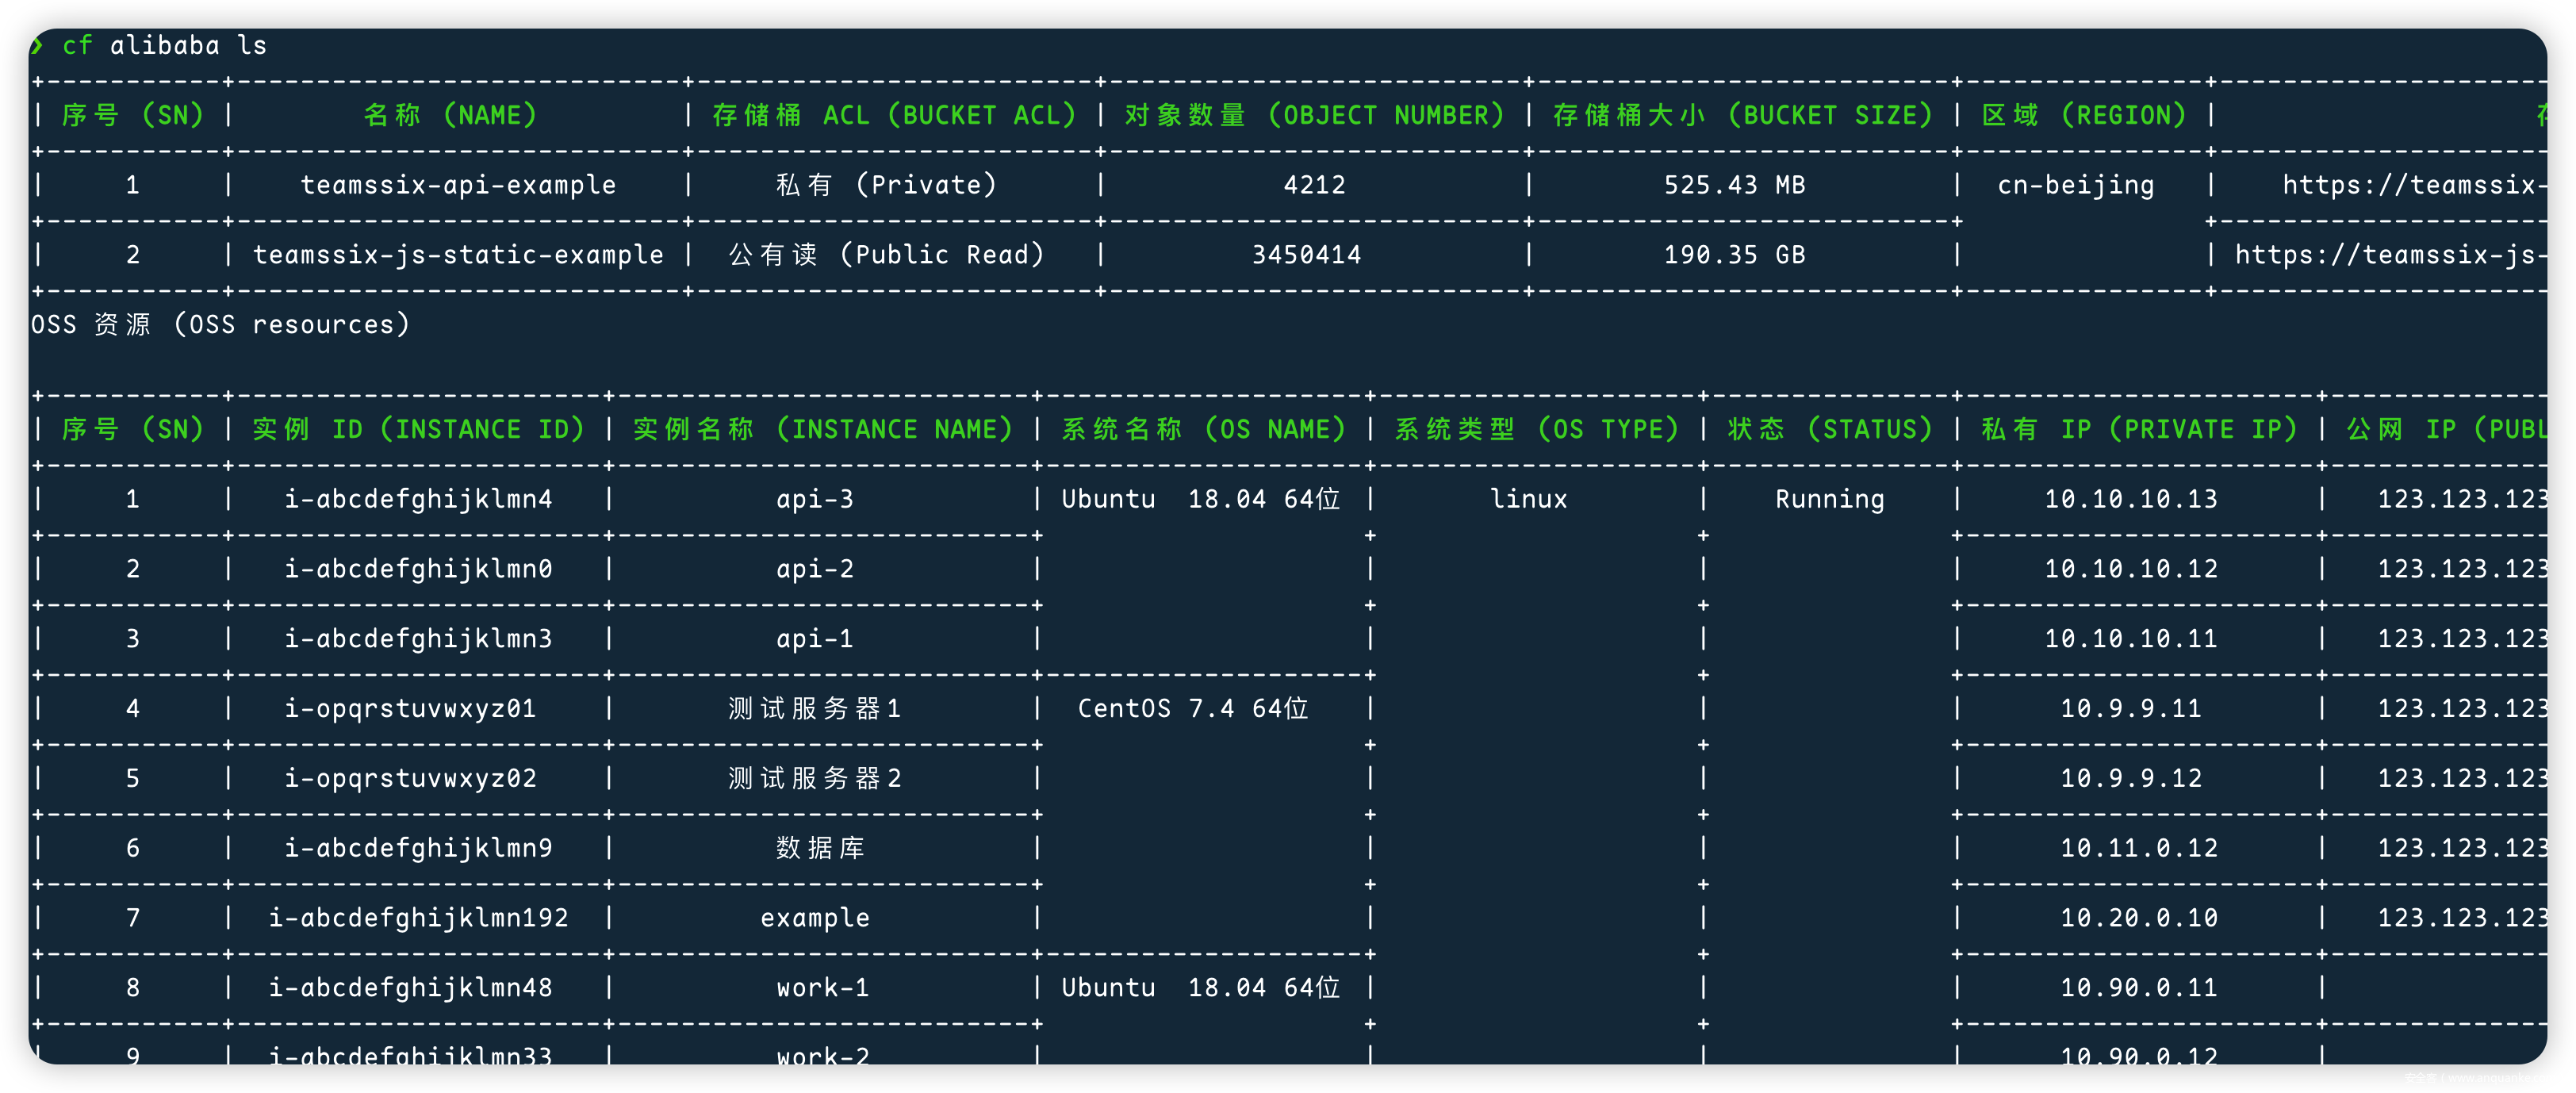 ❯ cf alibaba ls
| 序号 (SN) | 名称 (NAME) | 存储桶 ACL (BUCKET ACL) | 对象数量 (OBJECT NUMBER) | 存储桶大小 (BUCKET SIZE) | 区域 (REGION) |
| 1 | teamssix-api-example | 私有 (Private) | 4212 | 525.43 MB | cn-beijing | https://teamssix-
| 2 | teamssix-js-static-example | 公有读 (Public Read) | 3450414 | 190.35 GB | | https://teamssix-js-
OSS 资源 (OSS resources)
| 序号 (SN) | 实例 ID (INSTANCE ID) | 实例名称 (INSTANCE NAME) | 系统名称 (OS NAME) | 系统类型 (OS TYPE) | 状态 (STATUS) | 私有 IP (PRIVATE IP) | 公网 IP (PUBL
| 1 | i-abcdefghijklmn4 | api-3 | Ubuntu 18.04 64位 | linux | Running | 10.10.10.13 | 123.123.123
| 2 | i-abcdefghijklmn0 | api-2 | | | | 10.10.10.12 | 123.123.123
| 3 | i-abcdefghijklmn3 | api-1 | | | | 10.10.10.11 | 123.123.123
| 4 | i-opqrstuvwxyz01 | 测试服务器1 | CentOS 7.4 64位 | | | 10.9.9.11 | 123.123.123
| 5 | i-opqrstuvwxyz02 | 测试服务器2 | | | | 10.9.9.12 | 123.123.123
| 6 | i-abcdefghijklmn9 | 数据库 | | | | 10.11.0.12 | 123.123.123
| 7 | i-abcdefghijklmn192 | example | | | | 10.20.0.10 | 123.123.123
| 8 | i-abcdefghijklmn48 | work-1 | Ubuntu 18.04 64位 | | | 10.90.0.11 |
| 9 | i-abcdefghijklmn33 | work-2 | | | | 10.90.0.12 |